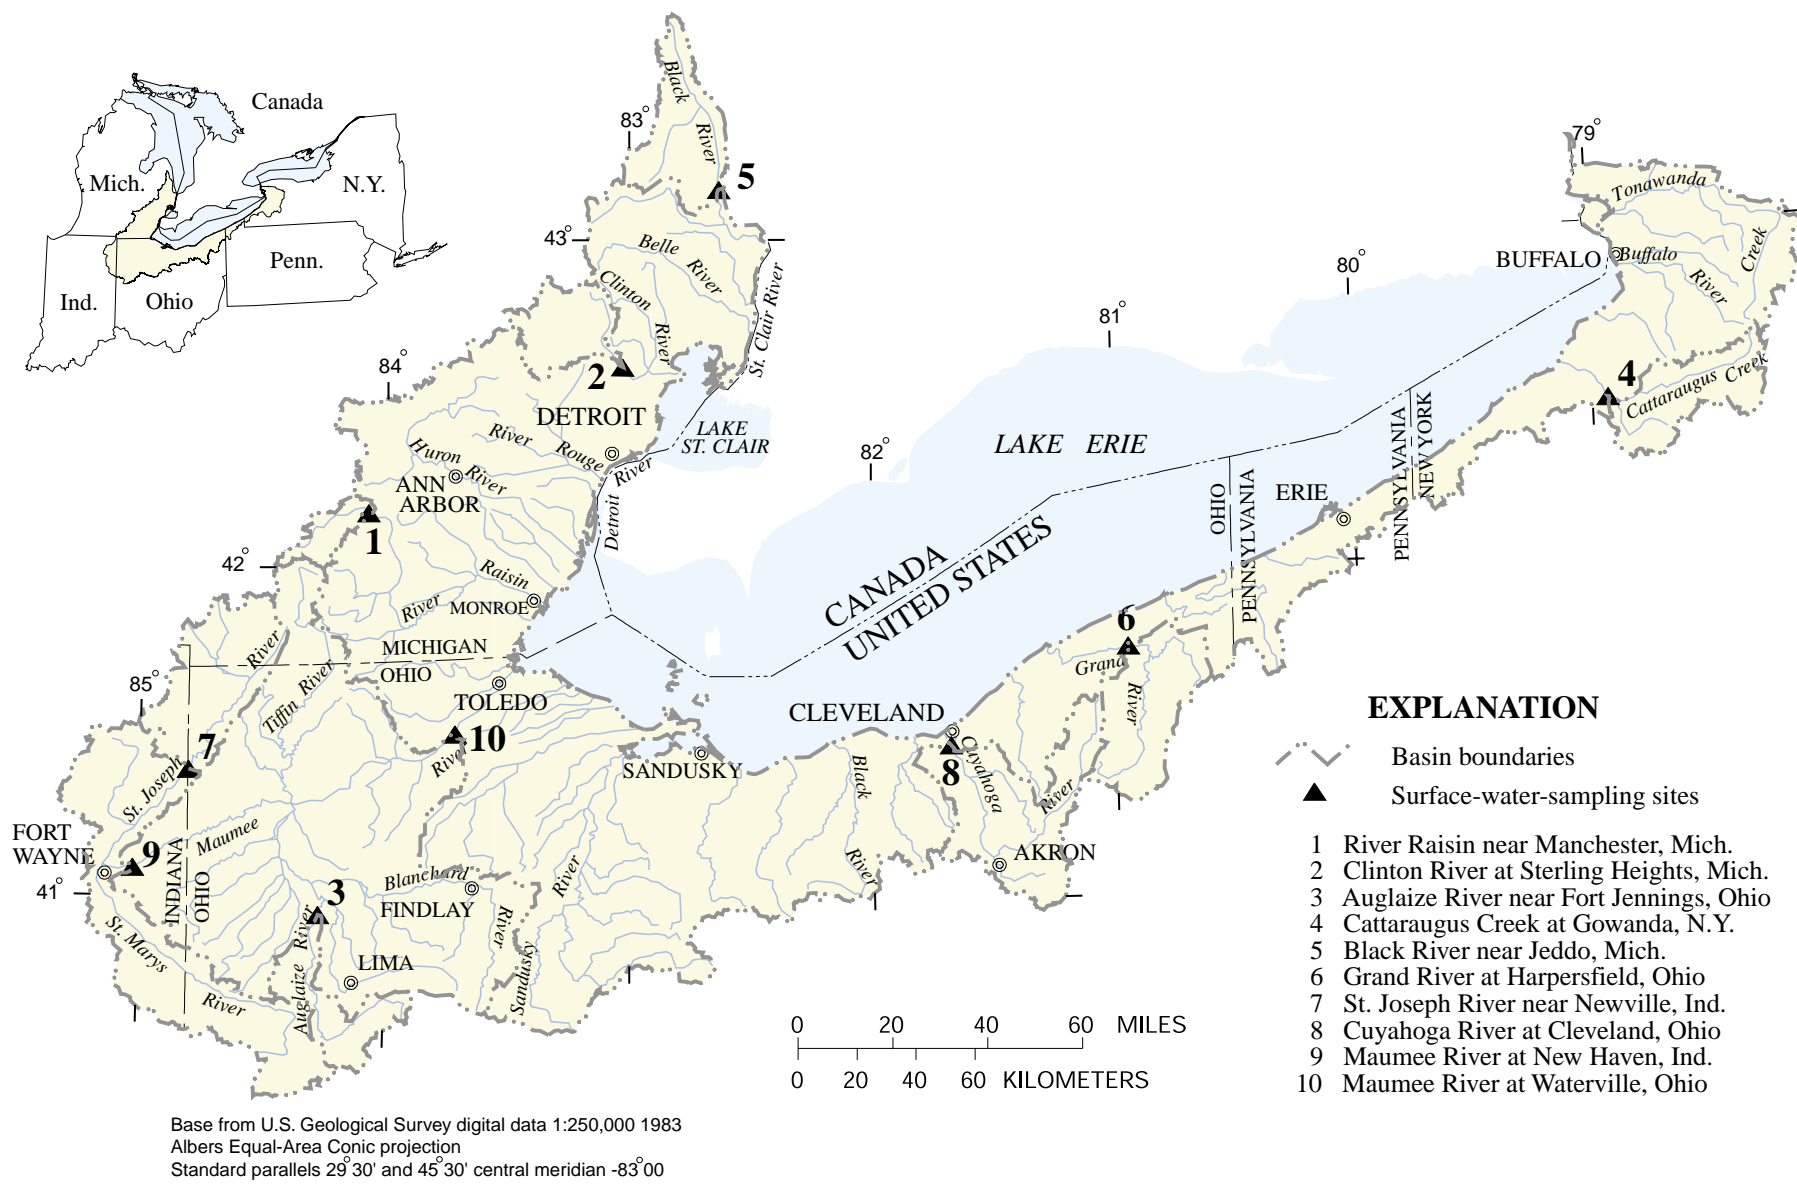 Canada
Mich.
N.Y.
Penn.
Ind.
Ohio
83°
79°
43°
80°
81°
84°
82°
42°
85°
41°
Black
River
5
Belle
River
Clinton
River
St. Clair River
2
DETROIT
LAKE
ST. CLAIR
River
Rouge
Huron
River
ANN
ARBOR
Detroit
River
1
Raisin
River
MONROE
MICHIGAN
OHIO
TOLEDO
River
Tiffin
River
7
St. Joseph
10
River
Maumee
FORT
WAYNE
9
INDIANA
OHIO
3
Blanchard
FINDLAY
River
St. Marys
River
Auglaize
River
LIMA
Sandusky
River
SANDUSKY
LAKE ERIE
CANADA
UNITED STATES
CLEVELAND
8
Cuyahoga
River
Black
River
AKRON
6
Grand
River
OHIO
PENNSYLVANIA
ERIE
PENNSYLVANIA
NEW YORK
BUFFALO
Buffalo
River
Tonawanda
Creek
4
Cattaraugus Creek
EXPLANATION
Basin boundaries
Surface-water-sampling sites
1 River Raisin near Manchester, Mich.
2 Clinton River at Sterling Heights, Mich.
3 Auglaize River near Fort Jennings, Ohio
4 Cattaraugus Creek at Gowanda, N.Y.
5 Black River near Jeddo, Mich.
6 Grand River at Harpersfield, Ohio
7 St. Joseph River near Newville, Ind.
8 Cuyahoga River at Cleveland, Ohio
9 Maumee River at New Haven, Ind.
10 Maumee River at Waterville, Ohio
0 20 40 60 MILES
0 20 40 60 KILOMETERS
Base from U.S. Geological Survey digital data 1:250,000 1983
Albers Equal-Area Conic projection
Standard parallels 29°30' and 45°30' central meridian -83°00